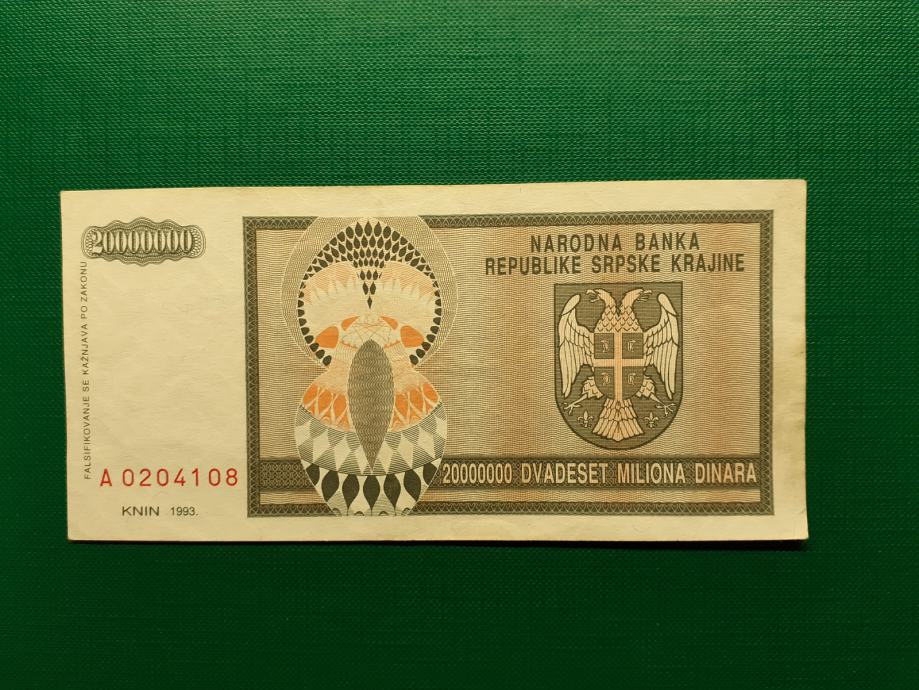 20000000
FALSIFIKOVANJE SE KAŽNJAVA PO ZAKONU
A 0204108
KNIN 1993.
NARODNA BANKA
REPUBLIKE SRPSKE KRAJINE
20000000 DVADESET MILIONA DINARA